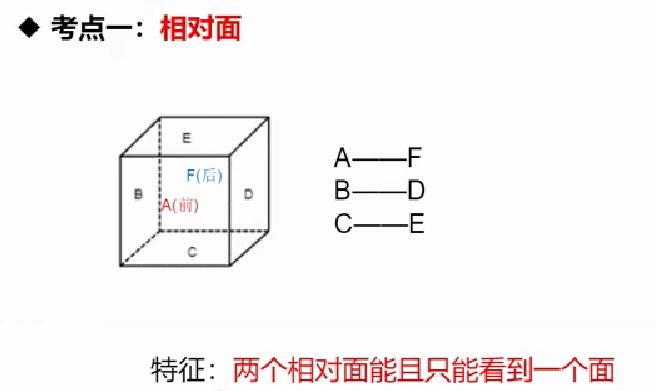 ◆ 考点一：相对面
E
F(后)
B
A(前)
D
C
A——F
B——D
C——E
特征：两个相对面能且只能看到一个面